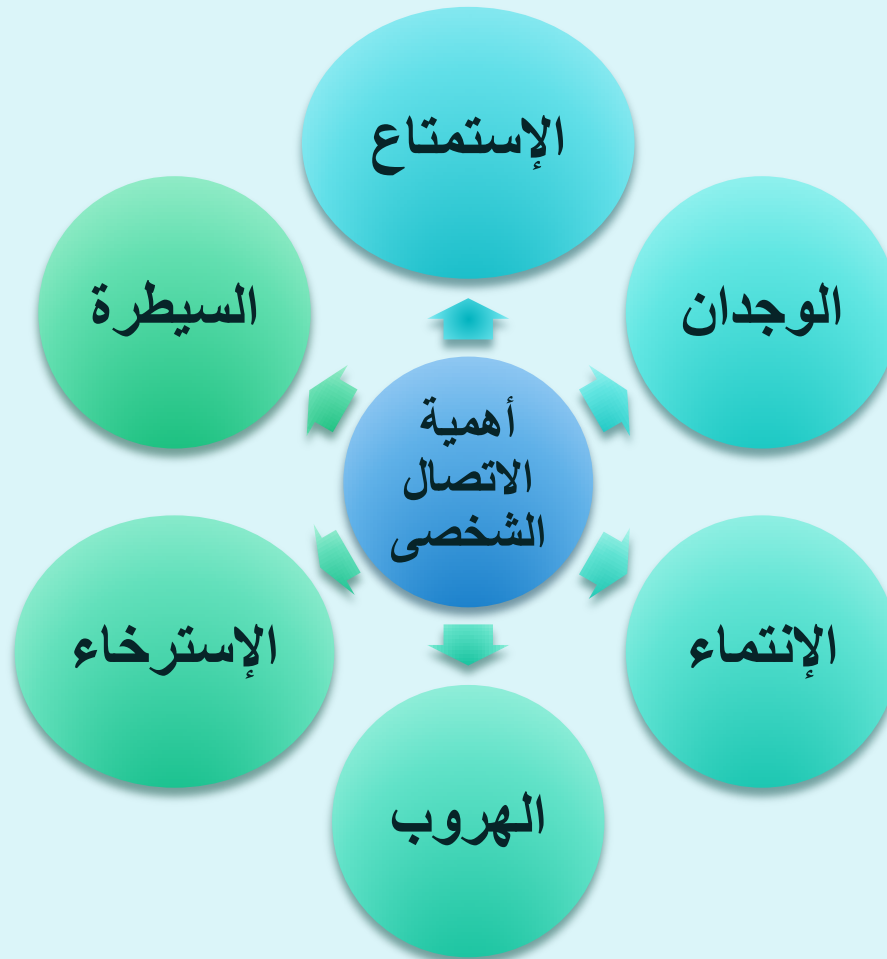 الإستمتاع
الوجدان
الإنتماء
الهروب
الإسترخاء
السيطرة
أهمية
الاتصال
الشخصى